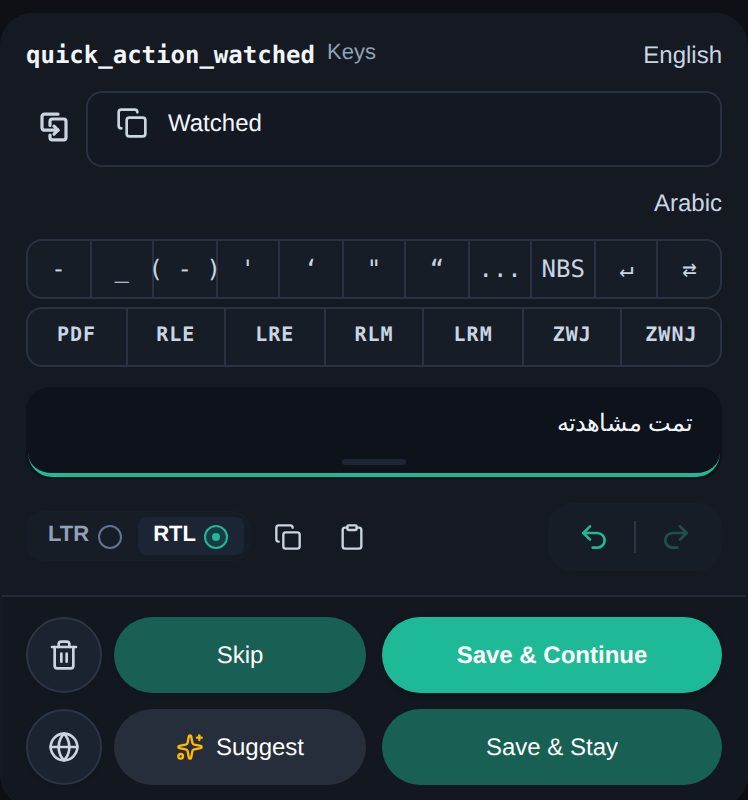 quick_action_watched Keys English
Watched
Arabic
- _ ( - ) ' ‘ " “ ... NBS ↵ ⇄
PDF RLE LRE RLM LRM ZWJ ZWNJ
تمت مشاهدته
LTR RTL
Skip Save & Continue
Suggest Save & Stay